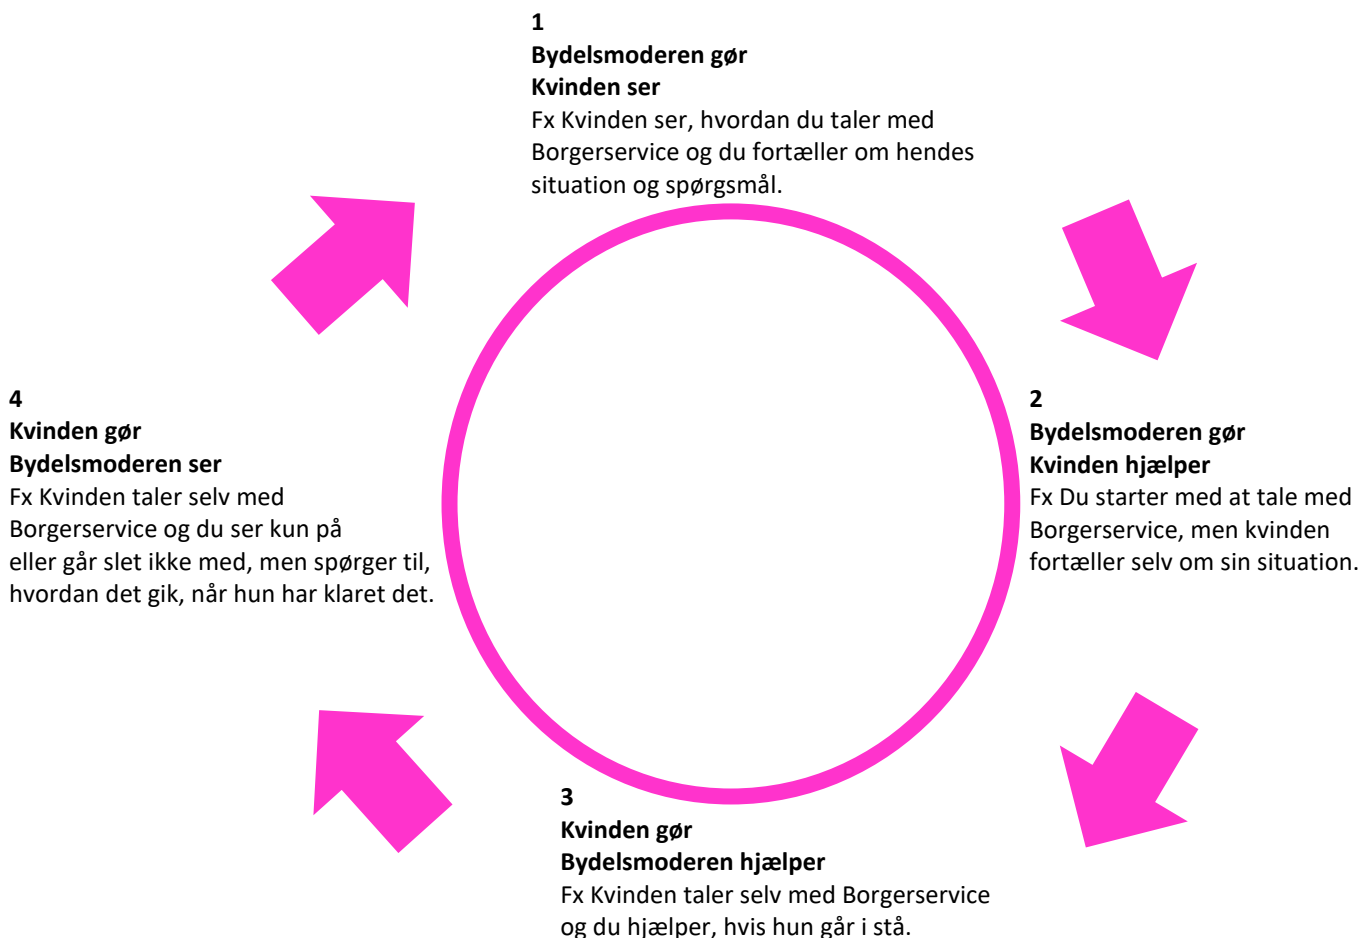 1
Bydelsmoderen gør
Kvinden ser
Fx Kvinden ser, hvordan du taler med
Borgerservice og du fortæller om hendes
situation og spørgsmål.
2
Bydelsmoderen gør
Kvinden hjælper
Fx Du starter med at tale med
Borgerservice, men kvinden
fortæller selv om sin situation.
3
Kvinden gør
Bydelsmoderen hjælper
Fx Kvinden taler selv med Borgerservice
og du hjælper, hvis hun går i stå.
4
Kvinden gør
Bydelsmoderen ser
Fx Kvinden taler selv med
Borgerservice og du ser kun på
eller går slet ikke med, men spørger til,
hvordan det gik, når hun har klaret det.